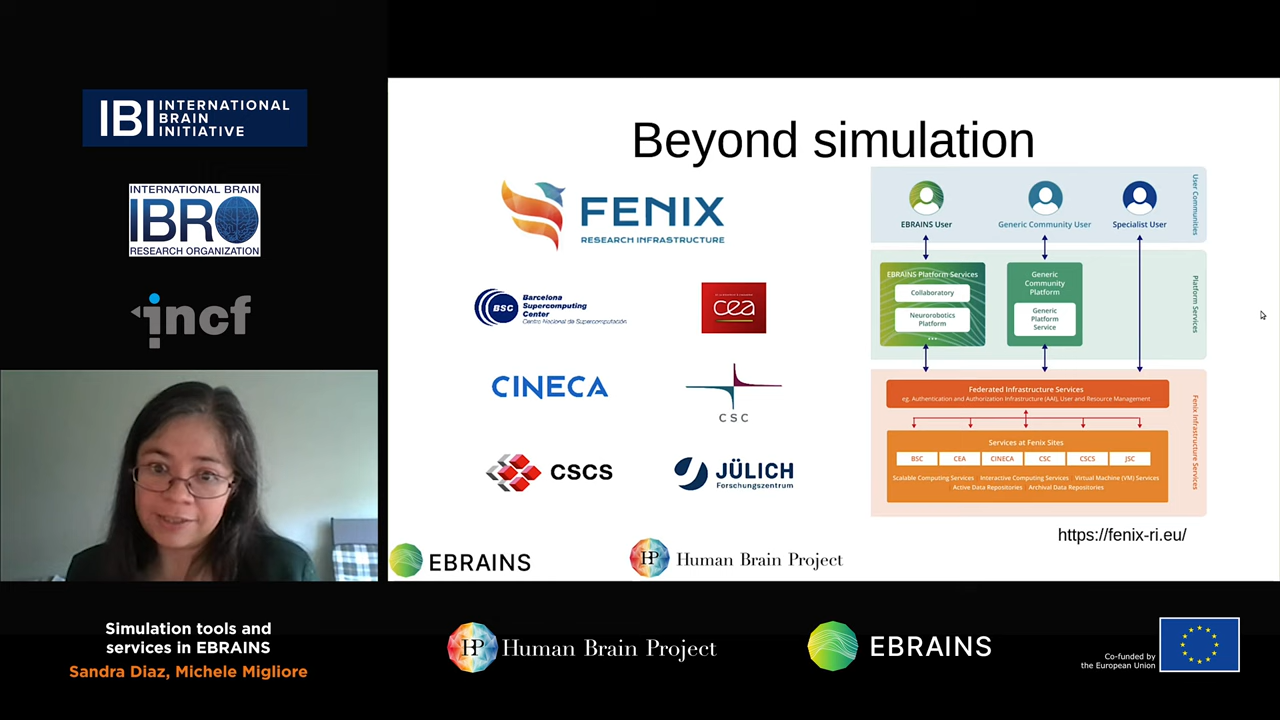 IBI INTERNATIONAL
BRAIN
INITIATIVE
INTERNATIONAL BRAIN
IBRO
RESEARCH ORGANIZATION
incf
Beyond simulation
FENIX
RESEARCH INFRASTRUCTURE
BSC
Barcelona
Supercomputing
Center
Centro Nacional de Supercomputación
cea
CINECA
CSC
CSCS
JÜLICH
Forschungszentrum
EBRAINS User
Generic Community User
Specialist User
User Communities
EBRAINS Platform Services
Collaboratory
Neurorobotics
Platform
...
Generic
Community
Platform
Generic
Platform
Service
Platform Services
Federated Infrastructure Services
eg. Authentication and Authorization Infrastructure (AAI), User and Resource Management
Services at Fenix Sites
BSC CEA CINECA CSC CSCS JSC
Scalable Computing Services Interactive Computing Services Virtual Machine (VM) Services
Active Data Repositories Archival Data Repositories
Fenix Infrastructure Services
https://fenix-ri.eu/
EBRAINS
HP Human Brain Project
Simulation tools and
services in EBRAINS
Sandra Diaz, Michele Migliore
HP Human Brain Project
EBRAINS
Co-funded by
the European Union